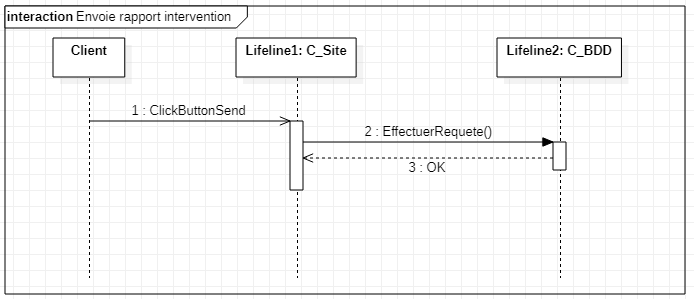 interaction Envoie rapport intervention
Client
Lifeline1: C_Site
Lifeline2: C_BDD
1 : ClickButtonSend
2 : EffectuerRequete()
3 : OK